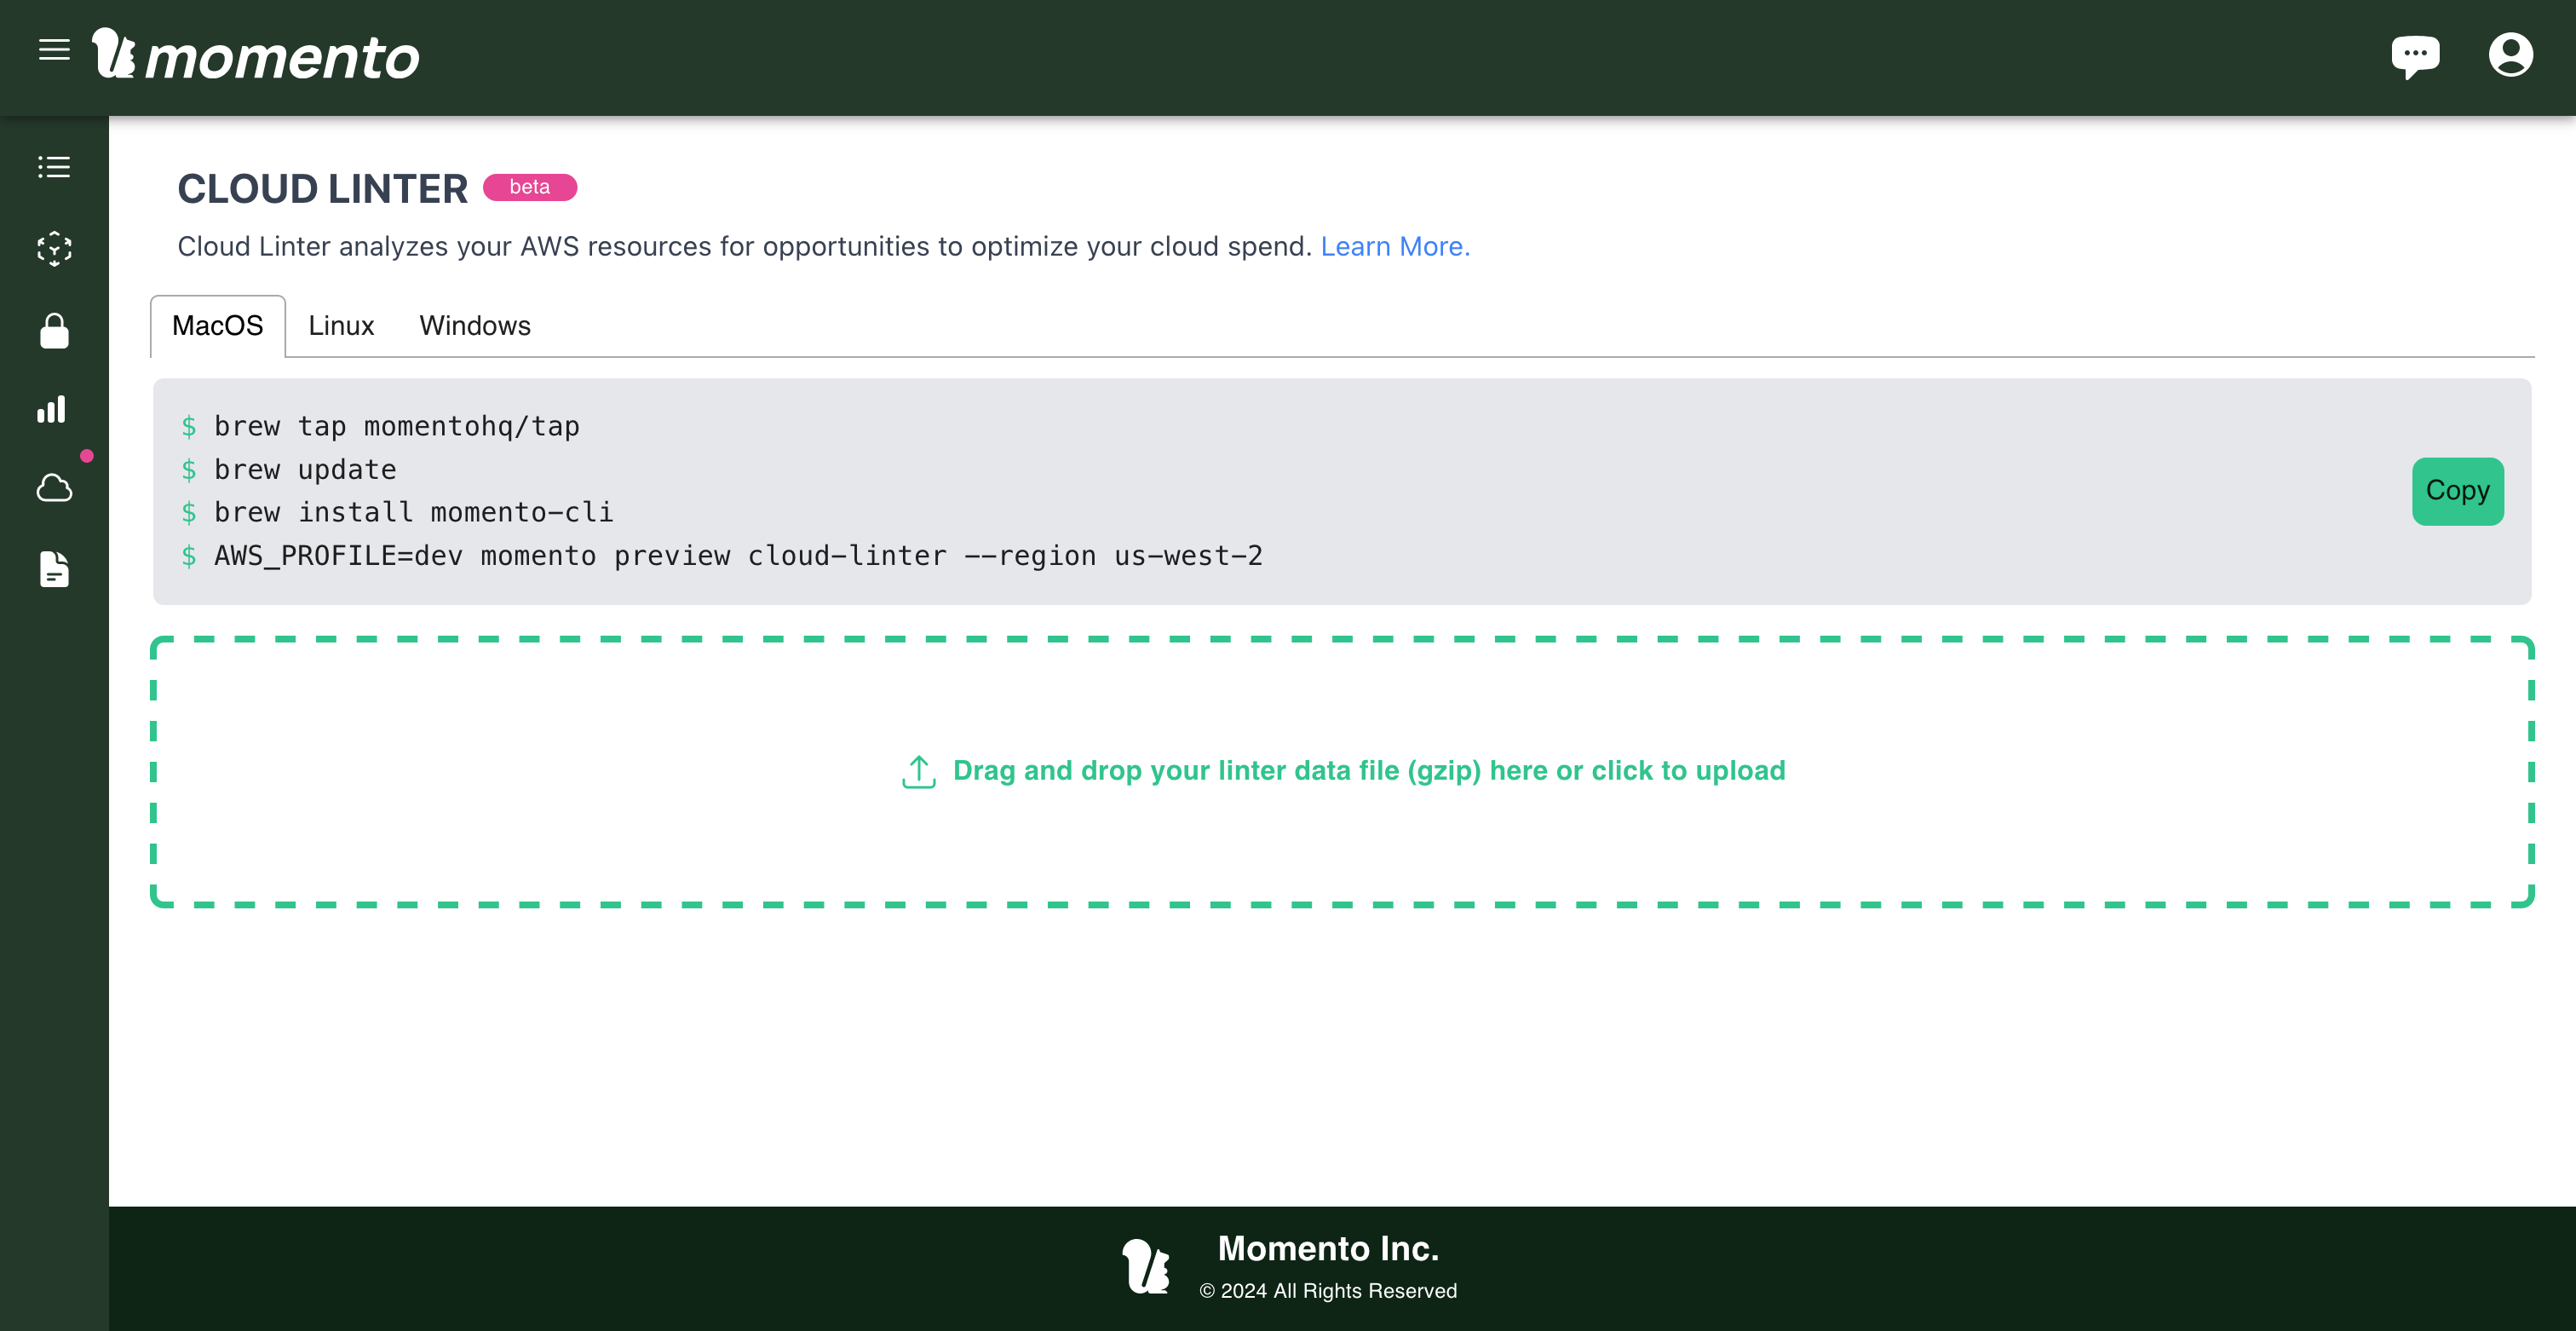 momento
CLOUD LINTER beta
Cloud Linter analyzes your AWS resources for opportunities to optimize your cloud spend. Learn More.
MacOS Linux Windows
$ brew tap momentohq/tap
$ brew update
$ brew install momento-cli
$ AWS_PROFILE=dev momento preview cloud-linter --region us-west-2
Copy
Drag and drop your linter data file (gzip) here or click to upload
Momento Inc.
© 2024 All Rights Reserved